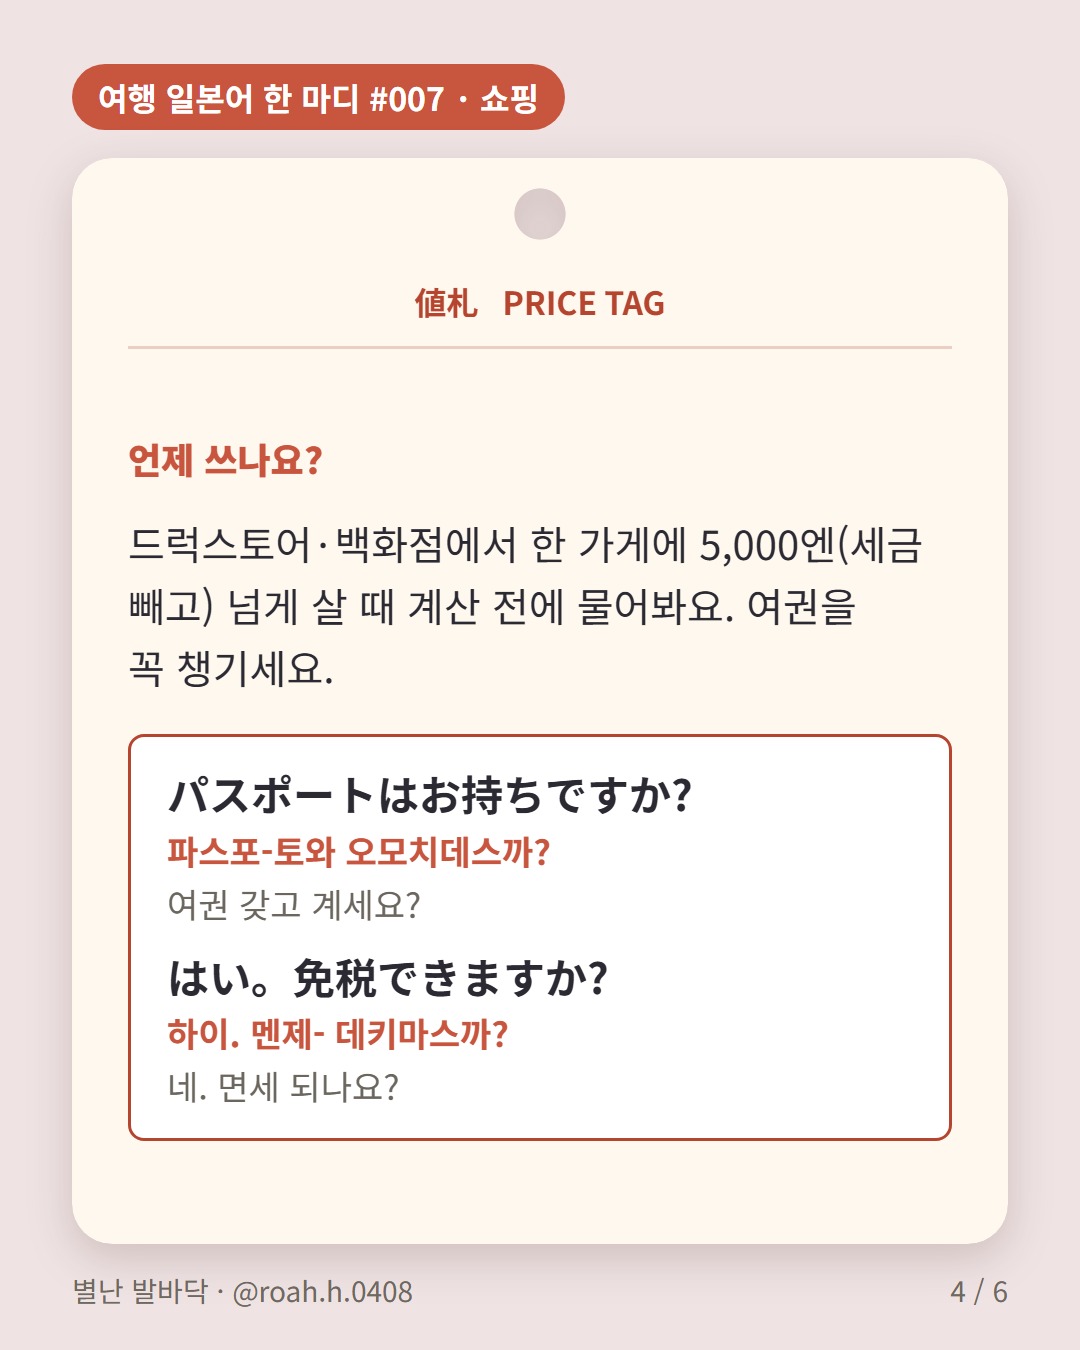 여행 일본어 한 마디 #007 · 쇼핑
値札 PRICE TAG
언제 쓰나요?
드럭스토어·백화점에서 한 가게에 5,000엔(세금
빼고) 넘게 살 때 계산 전에 물어봐요. 여권을
꼭 챙기세요.
パスポートはお持ちですか?
파스포-토와 오모치데스까?
여권 갖고 계세요?
はい。免税できますか?
하이. 멘제- 데키마스까?
네. 면세 되나요?
별난 발바닥 · @roah.h.0408
4 / 6